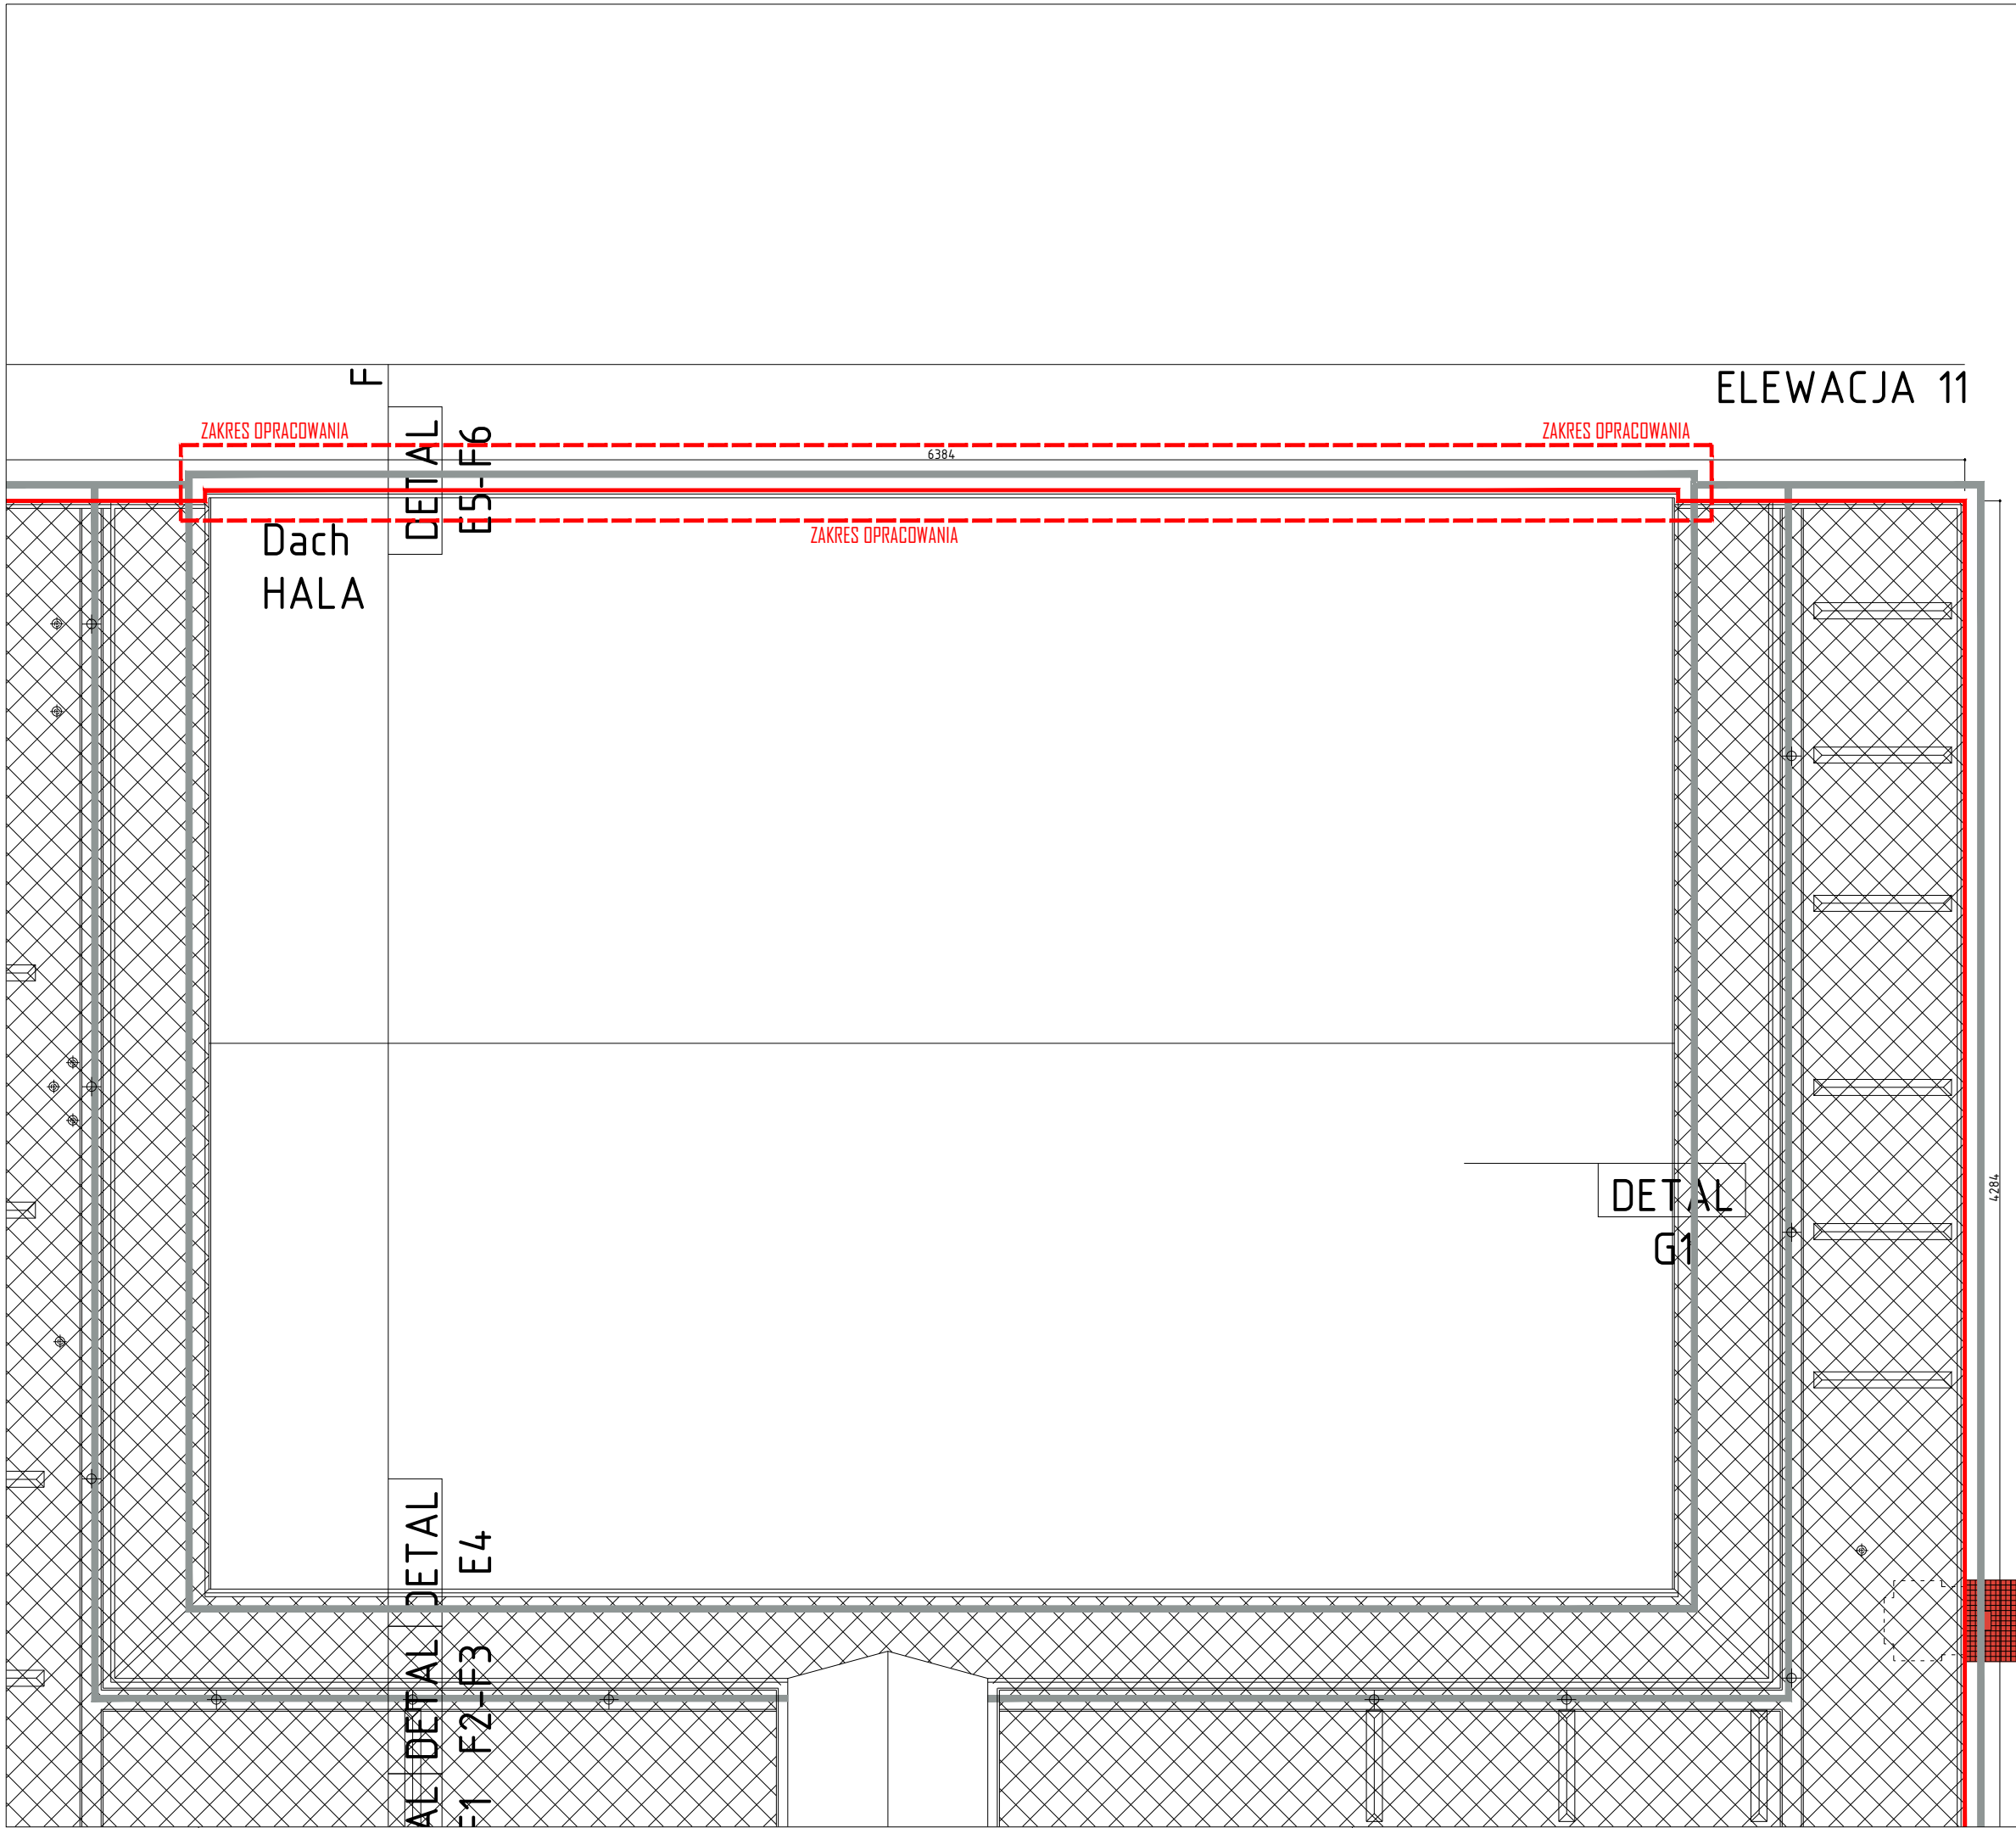 F
ELEWACJA 11
ZAKRES OPRACOWANIA
ZAKRES OPRACOWANIA
6384
DETAL
E5-F6
ZAKRES OPRACOWANIA
Dach
HALA
4284
DETAL
G1
DETAL
E4
DETAL
F2-F3